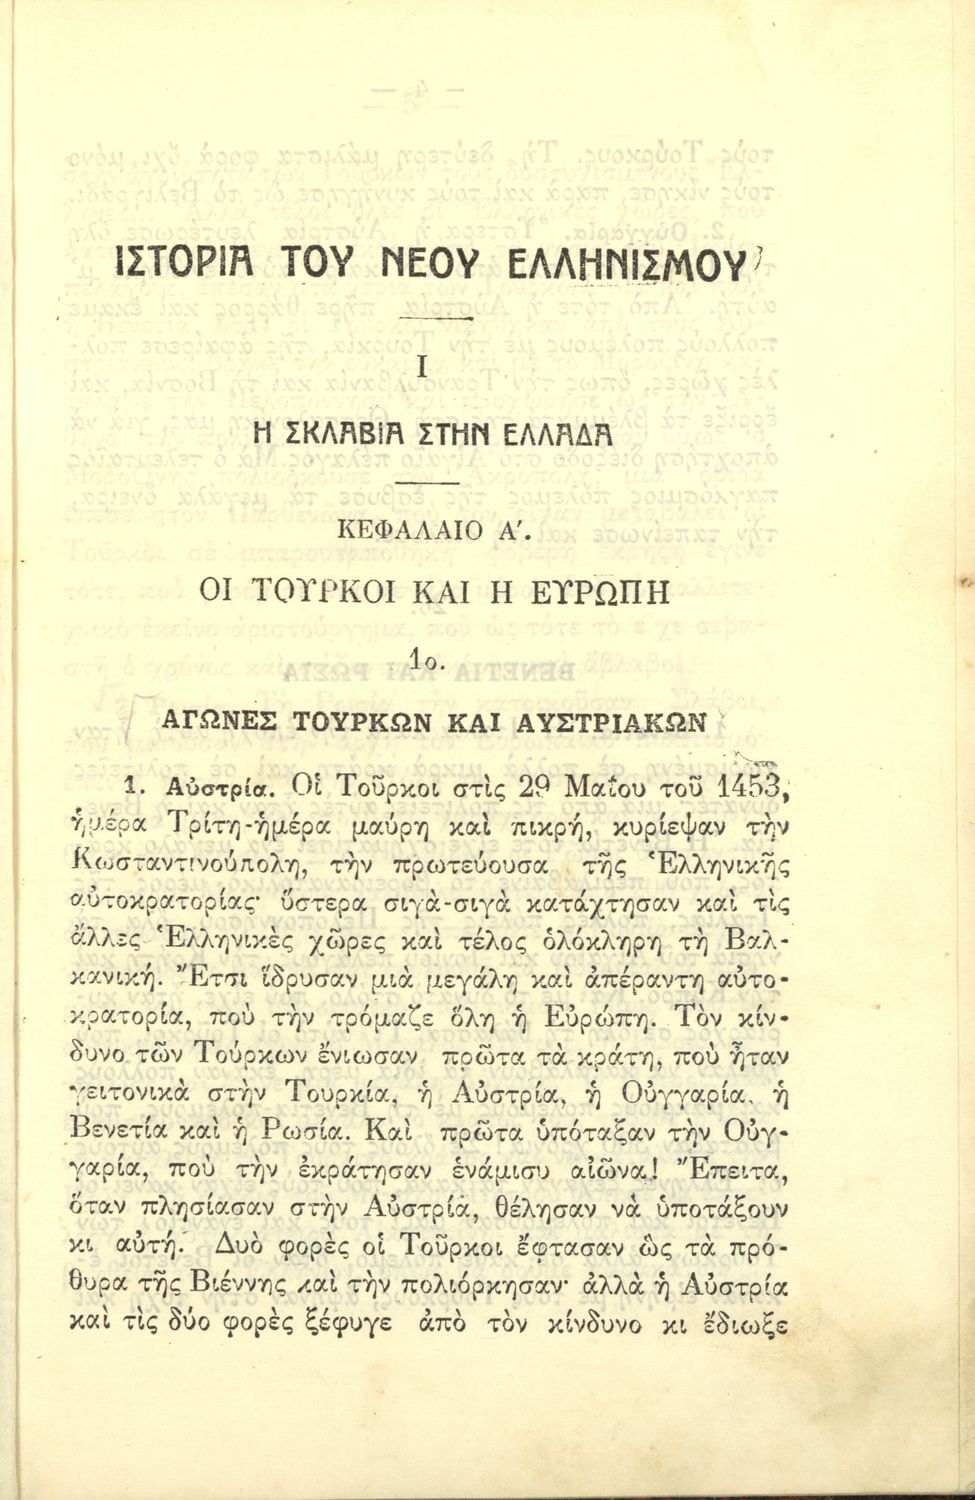 ΙΣΤΟΡΙΑ ΤΟΥ ΝΕΟΥ ΕΛΛΗΝΙΣΜΟΥ
Ι
Η ΣΚΛΑΒΙΑ ΣΤΗΝ ΕΛΛΑΔΑ
ΚΕΦΑΛΑΙΟ Α΄.
ΟΙ ΤΟΥΡΚΟΙ ΚΑΙ Η ΕΥΡΩΠΗ
1ο.
ΑΓΩΝΕΣ ΤΟΥΡΚΩΝ ΚΑΙ ΑΥΣΤΡΙΑΚΩΝ
1. Αὐστρία. Οἱ Τοῦρκοι στὶς 29 Μαΐου τοῦ 1453,
ἡμέρα Τρίτη-ἡμέρα μαύρη καὶ πικρή, κυρίεψαν τὴν
Κωσταντινούπολη, τὴν πρωτεύουσα τῆς Ἑλληνικῆς
αὐτοκρατορίας· ὕστερα σιγὰ-σιγὰ κατάχτησαν καὶ τὶς
ἄλλες Ἑλληνικὲς χῶρες καὶ τέλος ὁλόκληρη τὴ Βαλ-
κανική. Ἔτσι ἵδρυσαν μιὰ μεγάλη καὶ ἀπέραντη αὐτο-
κρατορία, ποὺ τὴν τρόμαζε ὅλη ἡ Εὐρώπη. Τὸν κίν-
δυνο τῶν Τούρκων ἔνιωσαν πρῶτα τὰ κράτη, ποὺ ἦταν
γειτονικὰ στὴν Τουρκία, ἡ Αὐστρία, ἡ Οὑγγαρία, ἡ
Βενετία καὶ ἡ Ρωσία. Καὶ πρῶτα ὑπόταξαν τὴν Οὑγ-
γαρία, ποὺ τὴν ἐκράτησαν ἑνάμισυ αἰῶνα! Ἔπειτα,
ὅταν πλησίασαν στὴν Αὐστρία, θέλησαν νὰ ὑποτάξουν
κι αὐτή. Δυὸ φορὲς οἱ Τοῦρκοι ἔφτασαν ὣς τὰ πρό-
θυρα τῆς Βιέννης καὶ τὴν πολιόρκησαν· ἀλλὰ ἡ Αὐστρία
καὶ τὶς δύο φορὲς ξέφυγε ἀπὸ τὸν κίνδυνο κι ἔδιωξε